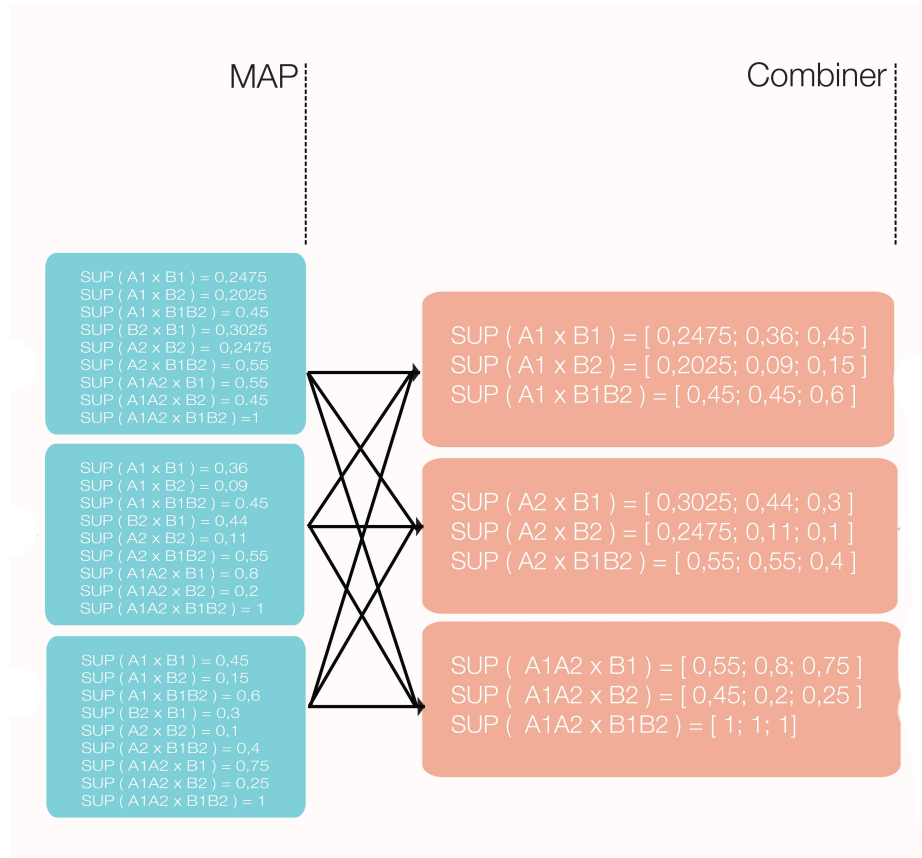 MAP
Combiner
SUP ( A1 x B1 ) = 0,2475
SUP ( A1 x B2 ) = 0,2025
SUP ( A1 x B1B2 ) = 0.45
SUP ( B2 x B1 ) = 0,3025
SUP ( A2 x B2 ) = 0,2475
SUP ( A2 x B1B2 ) = 0,55
SUP ( A1A2 x B1 ) = 0,55
SUP ( A1A2 x B2 ) = 0.45
SUP ( A1A2 x B1B2 ) =1
SUP ( A1 x B1 ) = 0,36
SUP ( A1 x B2 ) = 0,09
SUP ( A1 x B1B2 ) = 0.45
SUP ( B2 x B1 ) = 0,44
SUP ( A2 x B2 ) = 0,11
SUP ( A2 x B1B2 ) = 0,55
SUP ( A1A2 x B1 ) = 0,8
SUP ( A1A2 x B2 ) = 0,2
SUP ( A1A2 x B1B2 ) = 1
SUP ( A1 x B1 ) = 0,45
SUP ( A1 x B2 ) = 0,15
SUP ( A1 x B1B2 ) = 0,6
SUP ( B2 x B1 ) = 0,3
SUP ( A2 x B2 ) = 0,1
SUP ( A2 x B1B2 ) = 0,4
SUP ( A1A2 x B1 ) = 0,75
SUP ( A1A2 x B2 ) = 0,25
SUP ( A1A2 x B1B2 ) = 1
SUP ( A1 x B1 ) = [ 0,2475; 0,36; 0,45 ]
SUP ( A1 x B2 ) = [ 0,2025; 0,09; 0,15 ]
SUP ( A1 x B1B2 ) = [ 0,45; 0,45; 0,6 ]
SUP ( A2 x B1 ) = [ 0,3025; 0,44; 0,3 ]
SUP ( A2 x B2 ) = [ 0,2475; 0,11; 0,1 ]
SUP ( A2 x B1B2 ) = [ 0,55; 0,55; 0,4 ]
SUP ( A1A2 x B1 ) = [ 0,55; 0,8; 0,75 ]
SUP ( A1A2 x B2 ) = [ 0,45; 0,2; 0,25 ]
SUP ( A1A2 x B1B2 ) = [ 1; 1; 1]